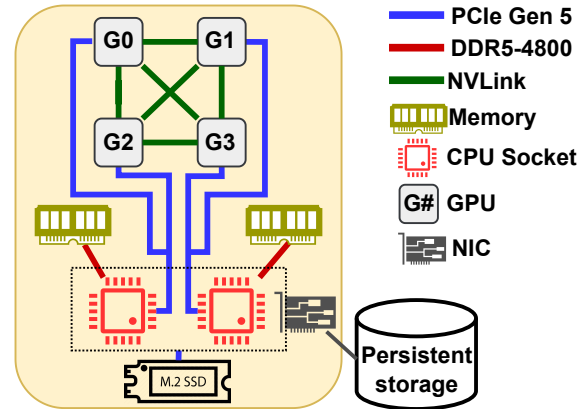 G0
G1
G2
G3
M.2 SSD
Persistent
storage
PCIe Gen 5
DDR5-4800
NVLink
Memory
CPU Socket
G#
GPU
NIC